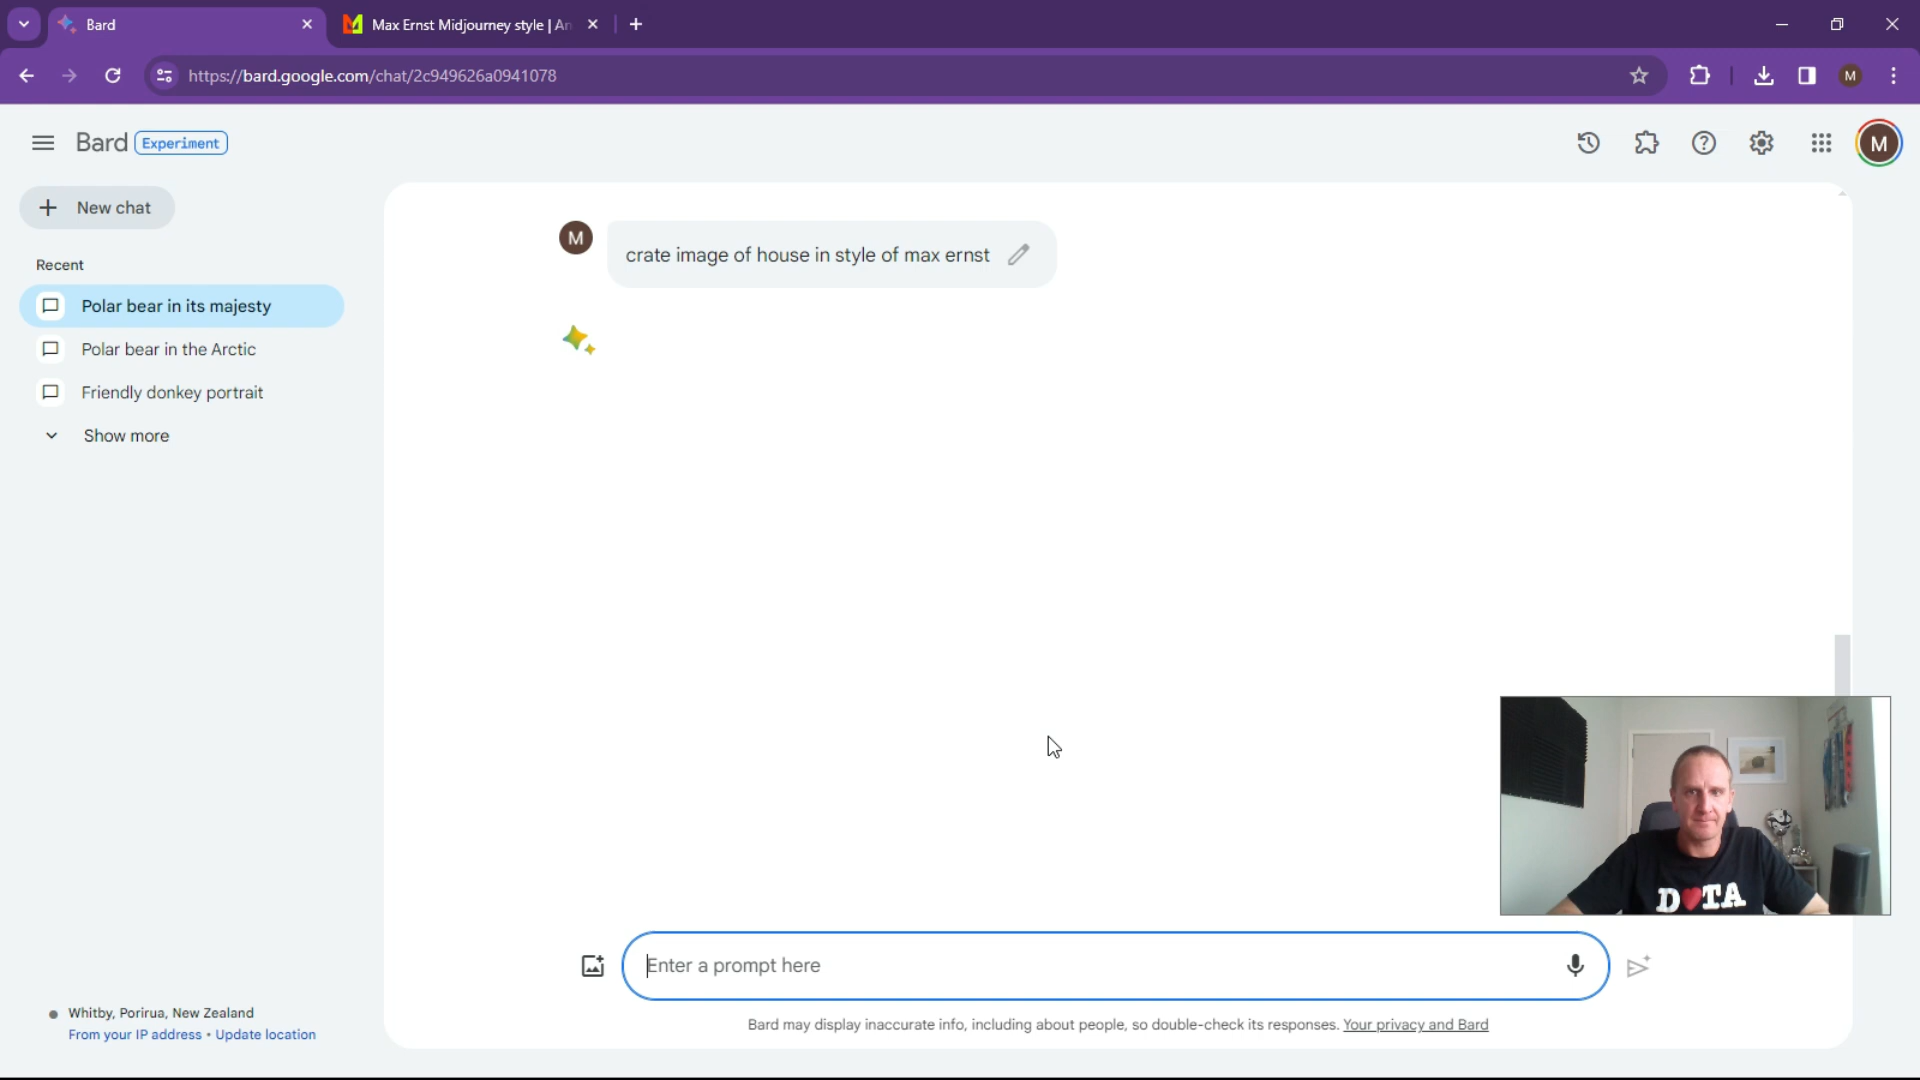 Bard
Max Ernst Midjourney style | An
https://bard.google.com/chat/2c949626a0941078
M
Bard Experiment
M
New chat
Recent
Polar bear in its majesty
Polar bear in the Arctic
Friendly donkey portrait
Show more
M
crate image of house in style of max ernst
D♥TA
Enter a prompt here
Bard may display inaccurate info, including about people, so double-check its responses. Your privacy and Bard
Whitby, Porirua, New Zealand
From your IP address • Update location